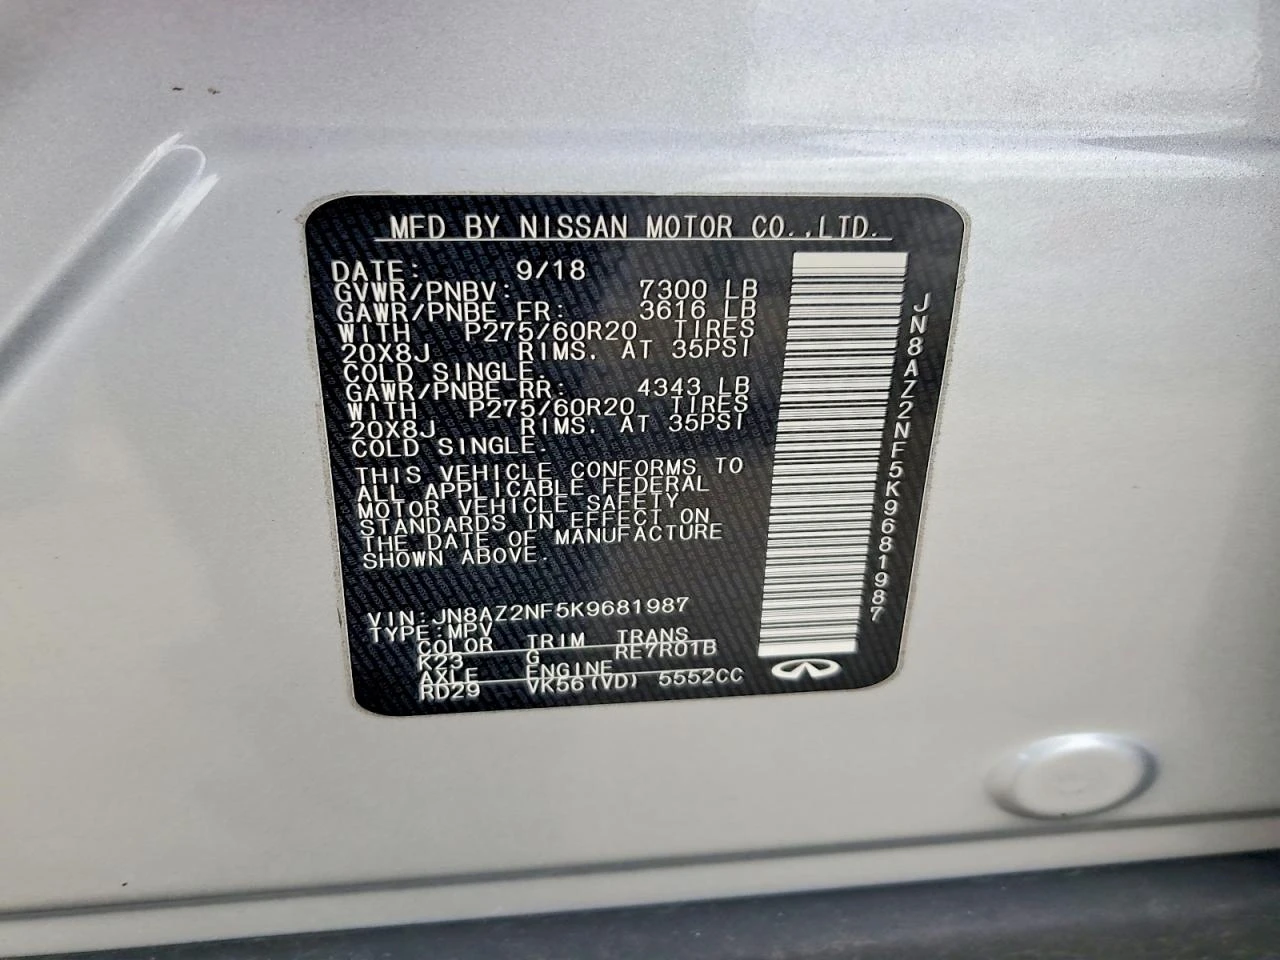 MFD BY NISSAN MOTOR CO.,LTD.
DATE: 9/18
GVWR/PNBV: 7300 LB
GAWR/PNBE FR: 3616 LB
WITH P275/60R20 TIRES
20X8J RIMS. AT 35PSI
COLD SINGLE.
GAWR/PNBE RR: 4343 LB
WITH P275/60R20 TIRES
20X8J RIMS. AT 35PSI
COLD SINGLE.
THIS VEHICLE CONFORMS TO
ALL APPLICABLE FEDERAL
MOTOR VEHICLE SAFETY
STANDARDS IN EFFECT ON
THE DATE OF MANUFACTURE
SHOWN ABOVE.
VIN:JN8AZ2NF5K9681987
TYPE:MPV
COLOR TRIM TRANS
K23 G RE7R01B
AXLE ENGINE
RD29 VK56(VD) 5552CC
JN8AZ2NF5K9681987